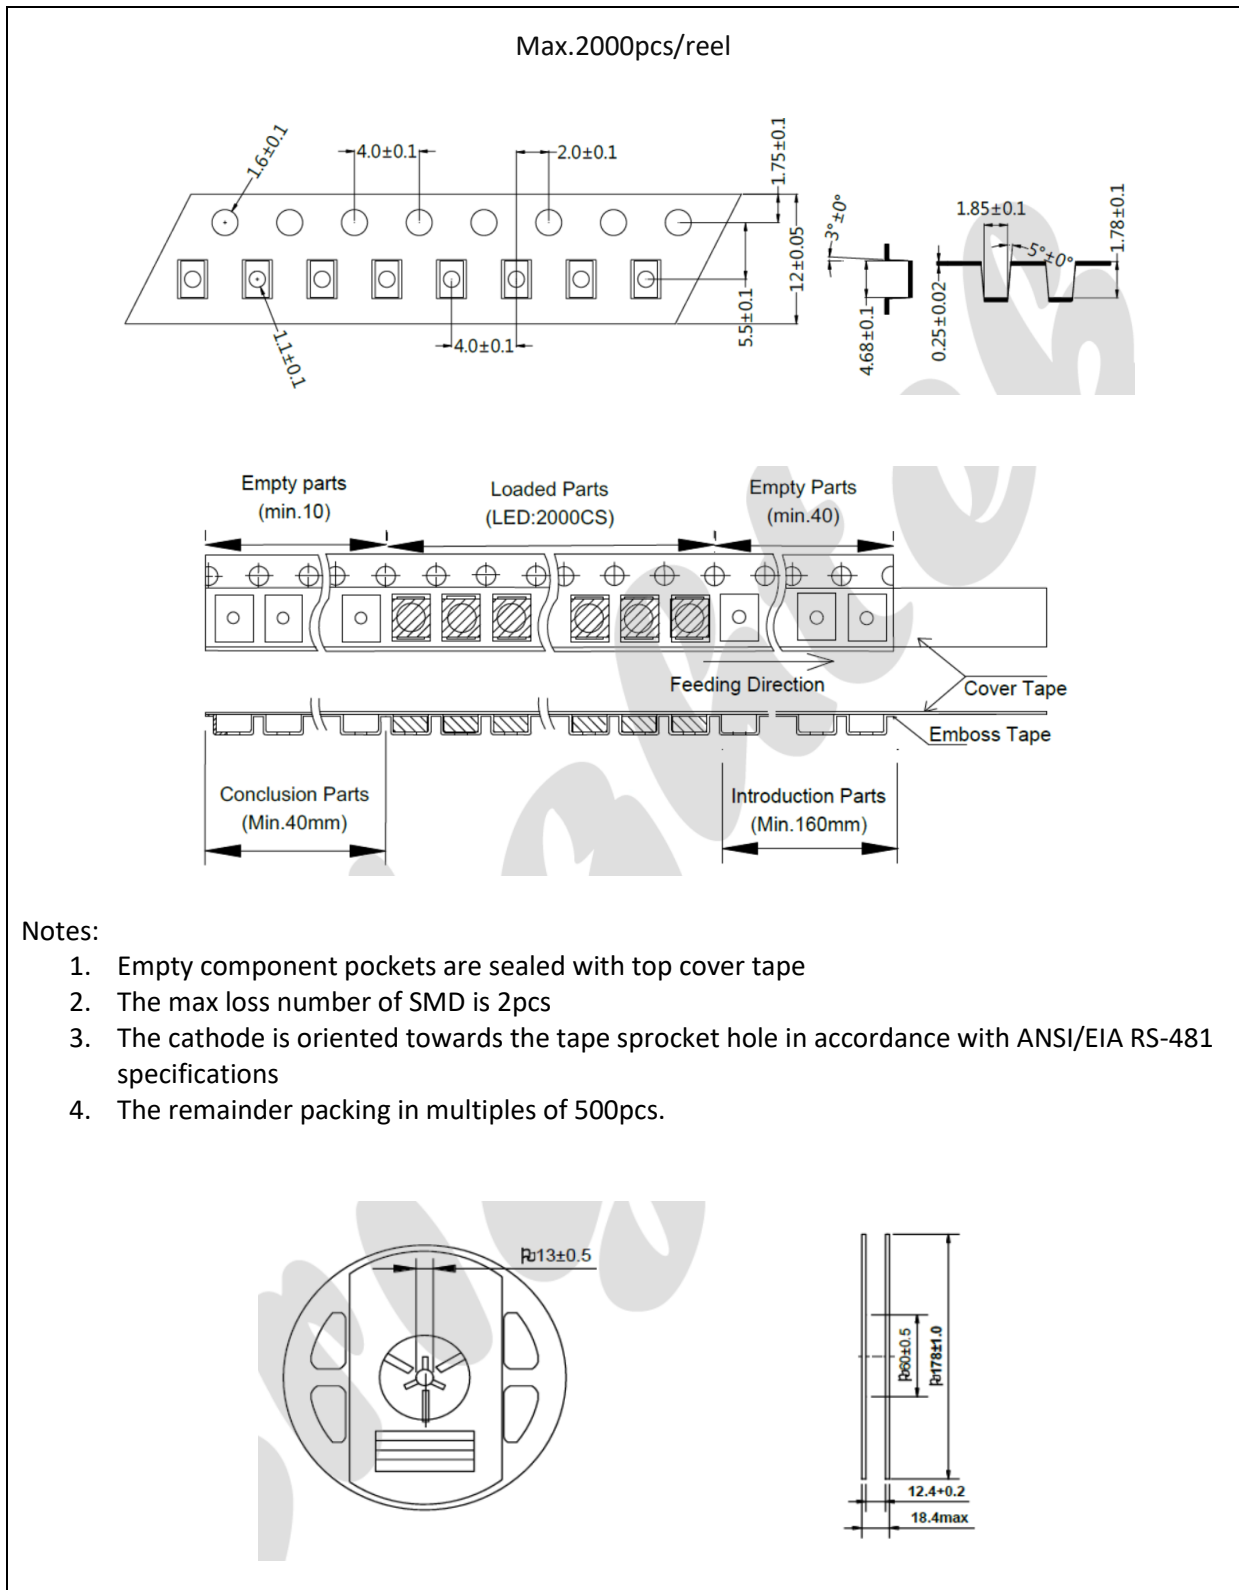 Max.2000pcs/reel
1.6±0.1
4.0±0.1
2.0±0.1
1.75±0.1
12±0.05
5.5±0.1
1.1±0.1
4.0±0.1
3°±0°
4.68±0.1
1.85±0.1
5°±0°
0.25±0.02
1.78±0.1
Empty parts
(min.10)
Loaded Parts
(LED:2000CS)
Empty Parts
(min.40)
Feeding Direction
Cover Tape
Emboss Tape
Conclusion Parts
(Min.40mm)
Introduction Parts
(Min.160mm)
Notes:
1. Empty component pockets are sealed with top cover tape
2. The max loss number of SMD is 2pcs
3. The cathode is oriented towards the tape sprocket hole in accordance with ANSI/EIA RS-481
specifications
4. The remainder packing in multiples of 500pcs.
13±0.5
60±0.5
178±1.0
12.4+0.2
18.4max